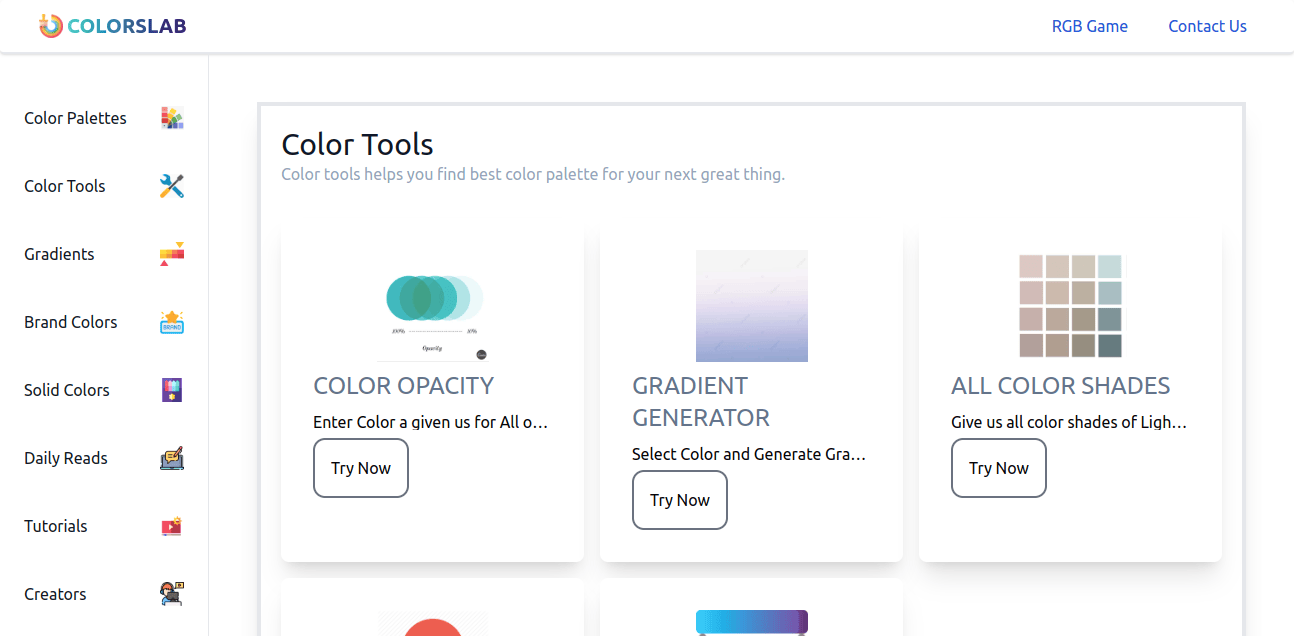 COLORSLAB
RGB Game
Contact Us
Color Palettes
Color Tools
Gradients
Brand Colors
BRAND
Solid Colors
Daily Reads
Tutorials
Creators
Color Tools
Color tools helps you find best color palette for your next great thing.
100%
10%
Opacity
COLOR OPACITY
Enter Color a given us for All o...
Try Now
GRADIENT
GENERATOR
Select Color and Generate Gra...
Try Now
ALL COLOR SHADES
Give us all color shades of Ligh...
Try Now